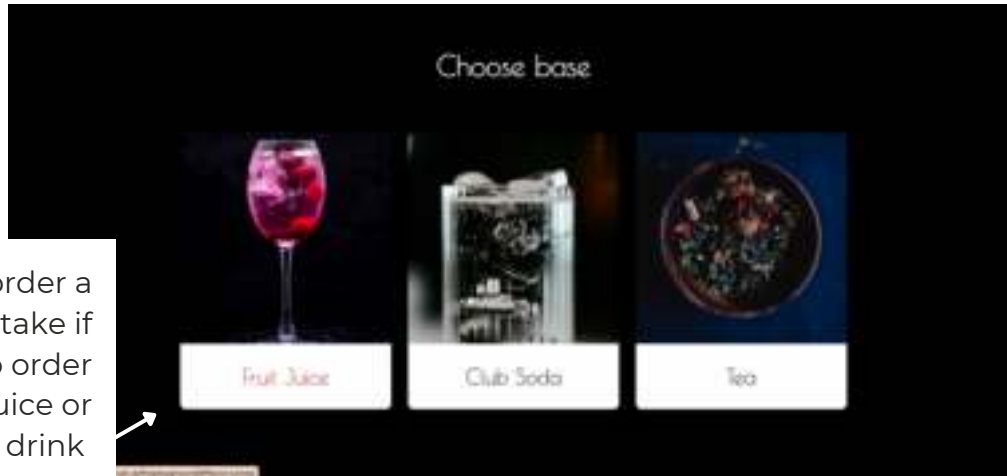 Choose base
Fruit Juice
Club Soda
Tea
order a
take if
order
uice or
drink